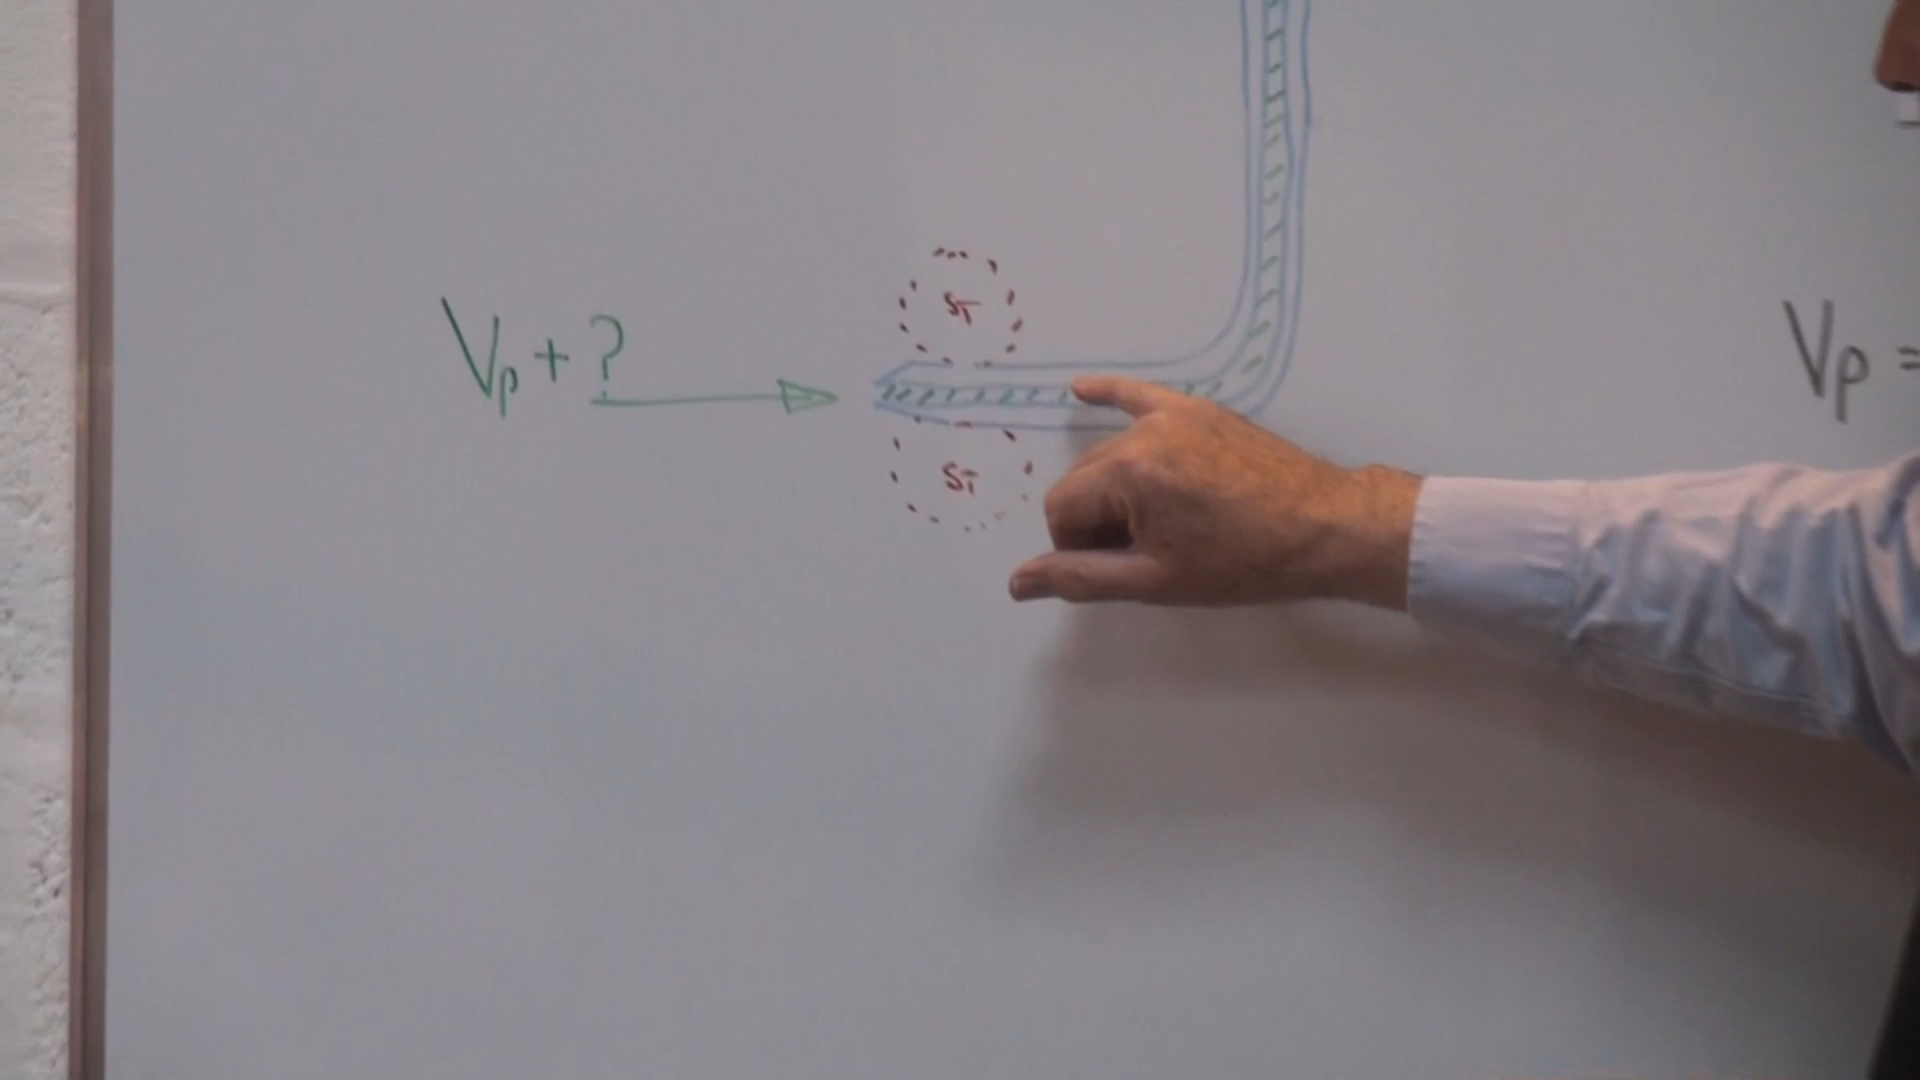 Vp + ?
ST
ST
Vp =